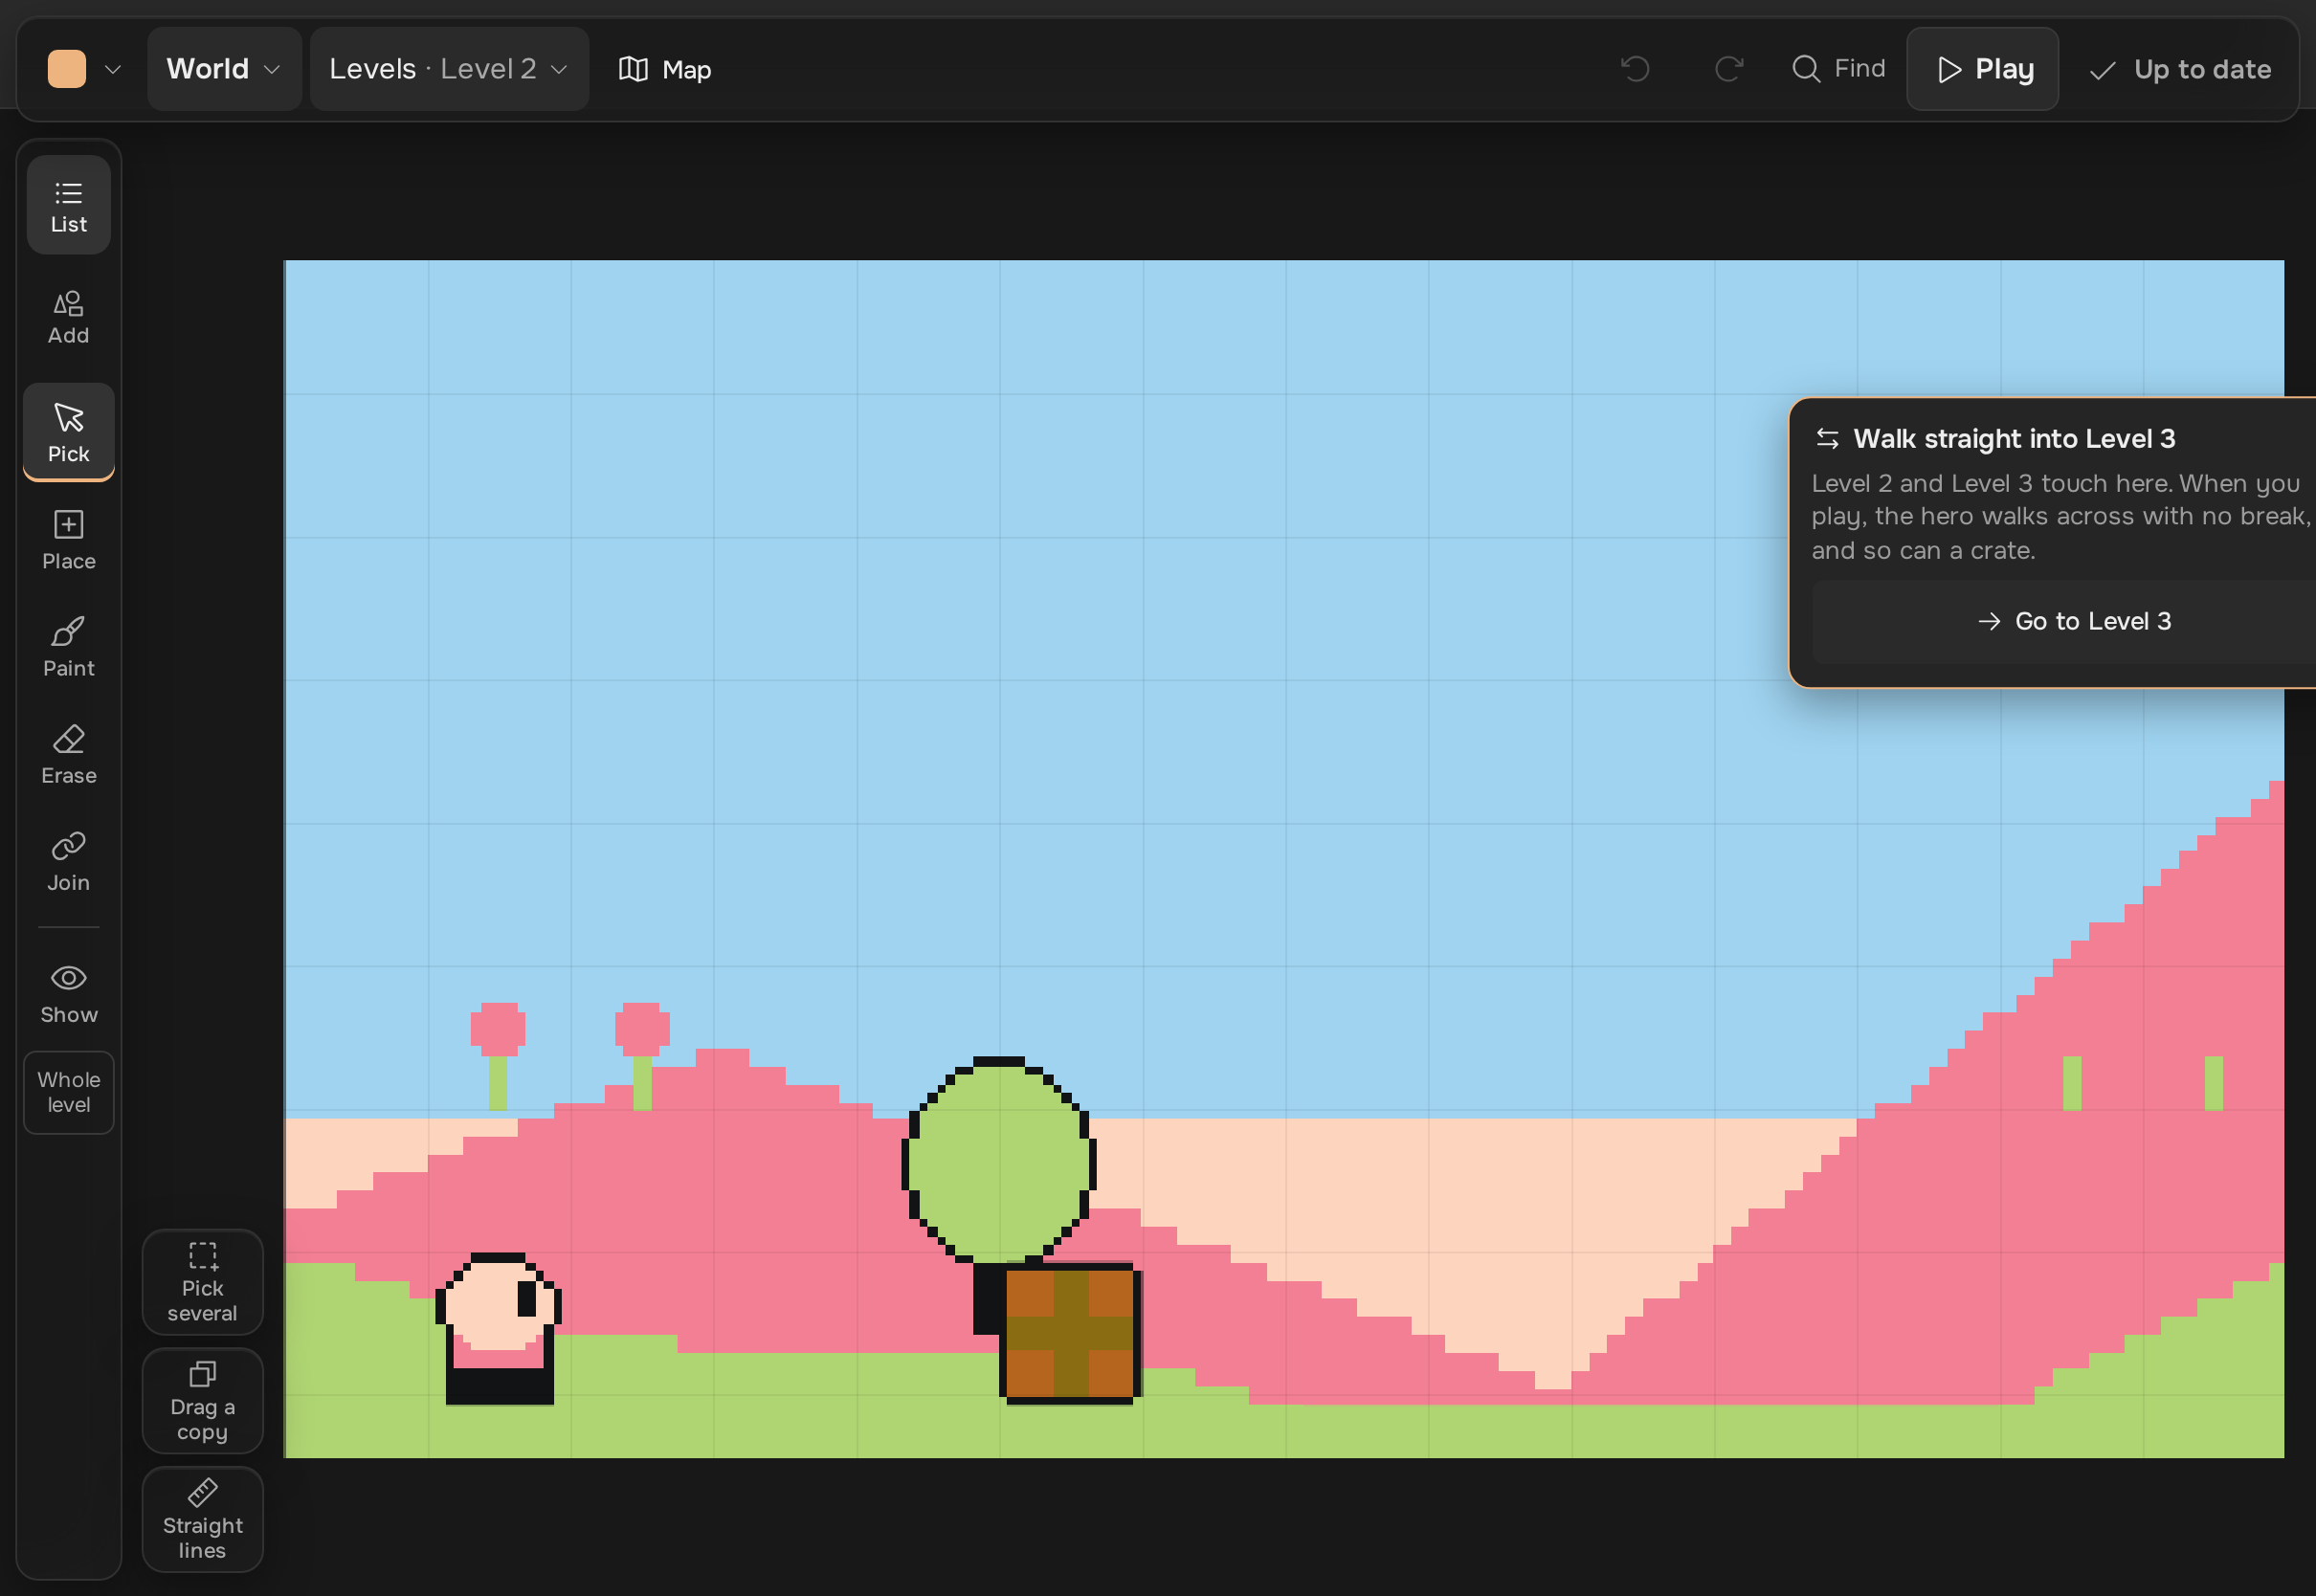 World
Levels · Level 2
Map
Find
Play
Up to date
List
Add
Pick
Place
Paint
Erase
Join
Show
Whole
level
Pick
several
Drag a
copy
Straight
lines
Walk straight into Level 3
Level 2 and Level 3 touch here. When you
play, the hero walks across with no break,
and so can a crate.
Go to Level 3